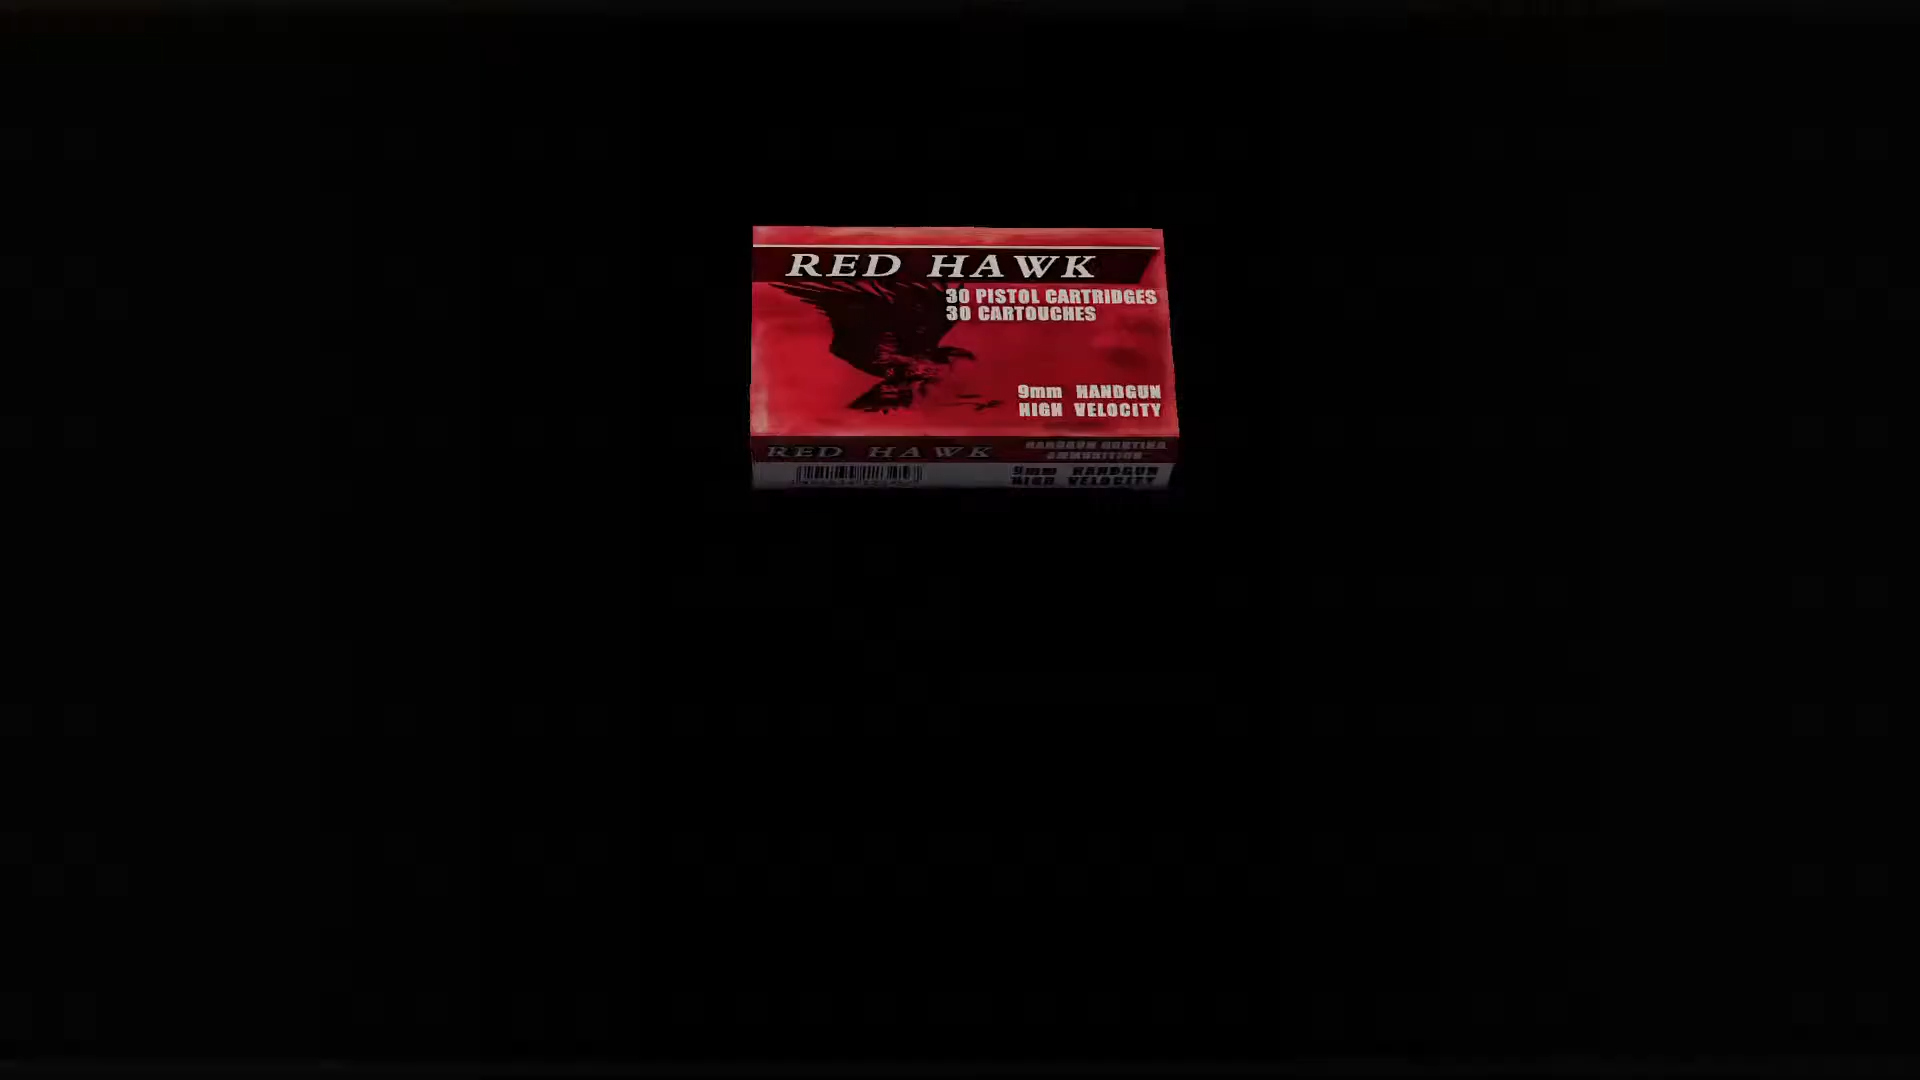 RED HAWK
30 PISTOL CARTRIDGES
30 CARTOUCHES
9mm HANDGUN
HIGH VELOCITY
RED HAWK
9mm HANDGUN
HIGH VELOCITY